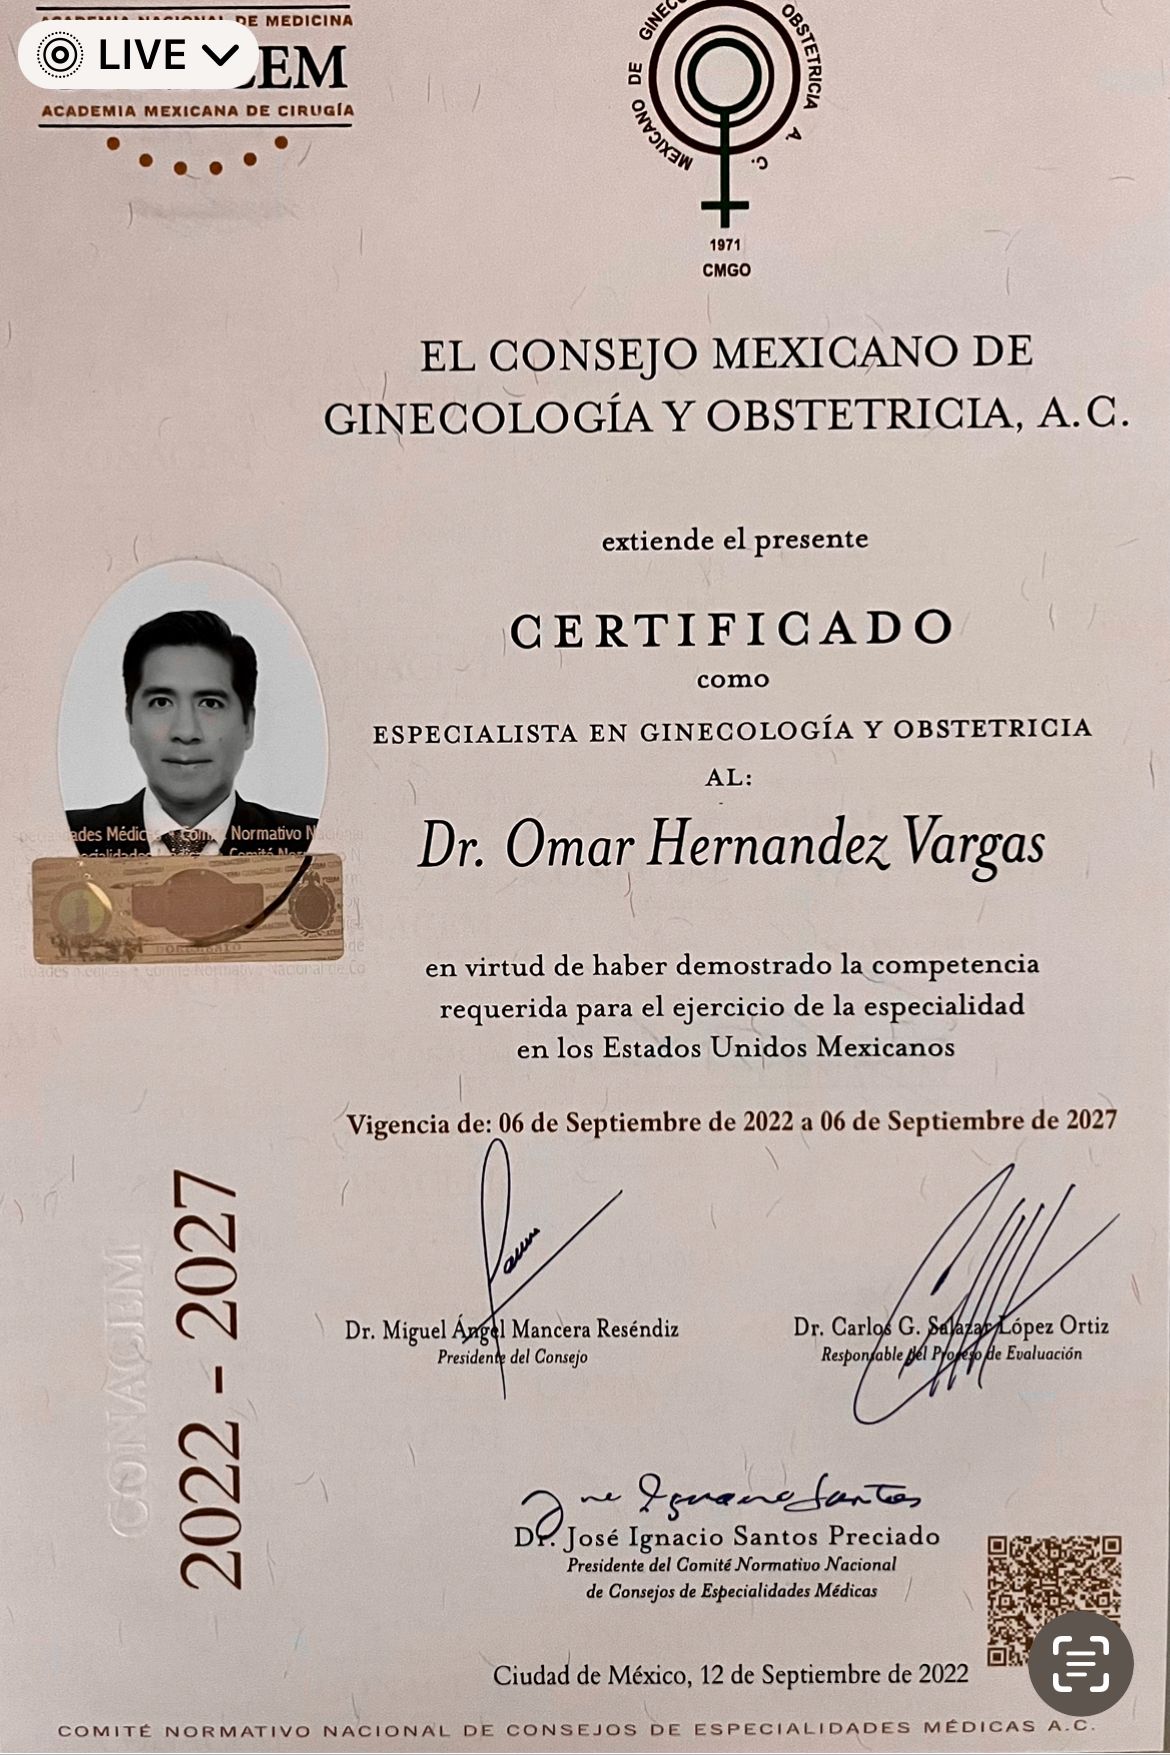 ACADEMIA NACIONAL DE MEDICINA
LIVE
ACADEMIA MEXICANA DE CIRUGÍA
MEXICANO DE OBSTETRICIA A. C.
1971
CMGO
EL CONSEJO MEXICANO DE
GINECOLOGÍA Y OBSTETRICIA, A.C.
extiende el presente
CERTIFICADO
como
ESPECIALISTA EN GINECOLOGÍA Y OBSTETRICIA
AL:
Dr. Omar Hernandez Vargas
Normativo
en virtud de haber demostrado la competencia
requerida para el ejercicio de la especialidad
en los Estados Unidos Mexicanos
Vigencia de: 06 de Septiembre de 2022 a 06 de Septiembre de 2027
CONACEM
2022 - 2027
Dr. Miguel Ángel Mancera Reséndiz
Presidente del Consejo
Dr. Carlos G. Salazar López Ortiz
Responsable del Proceso de Evaluación
Dr. José Ignacio Santos Preciado
Presidente del Comité Normativo Nacional
de Consejos de Especialidades Médicas
Ciudad de México, 12 de Septiembre de 2022
COMITÉ NORMATIVO NACIONAL DE CONSEJOS DE ESPECIALIDADES MÉDICAS A.C.